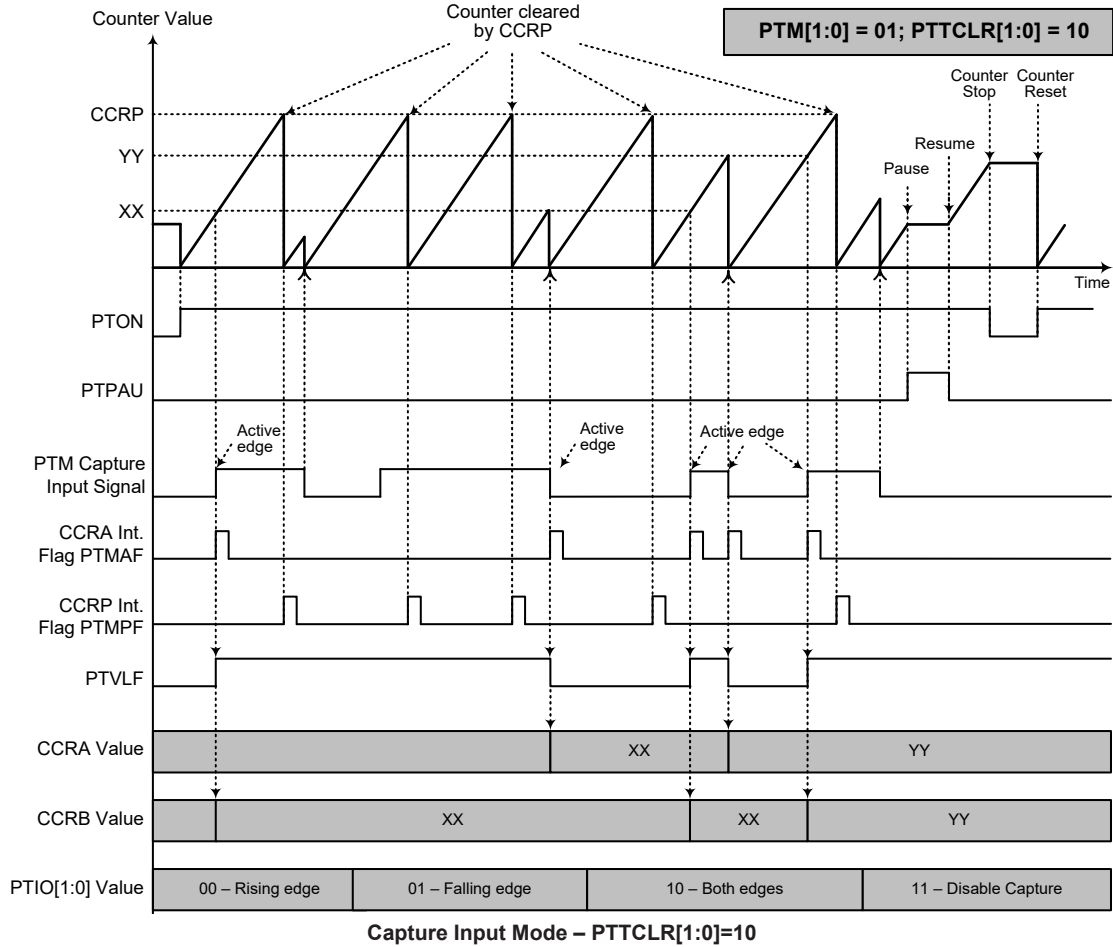 Counter Value
Counter cleared
by CCRP
PTM[1:0] = 01; PTTCLR[1:0] = 10
Counter
Stop
Counter
Reset
CCRP
YY
XX
Pause
Resume
Time
PTON
PTPAU
Active
edge
Active
edge
Active edge
PTM Capture
Input Signal
CCRA Int.
Flag PTMAF
CCRP Int.
Flag PTMPF
PTVLF
CCRA Value
XX
YY
CCRB Value
XX
XX
YY
PTIO[1:0] Value
00 – Rising edge
01 – Falling edge
10 – Both edges
11 – Disable Capture
Capture Input Mode – PTTCLR[1:0]=10